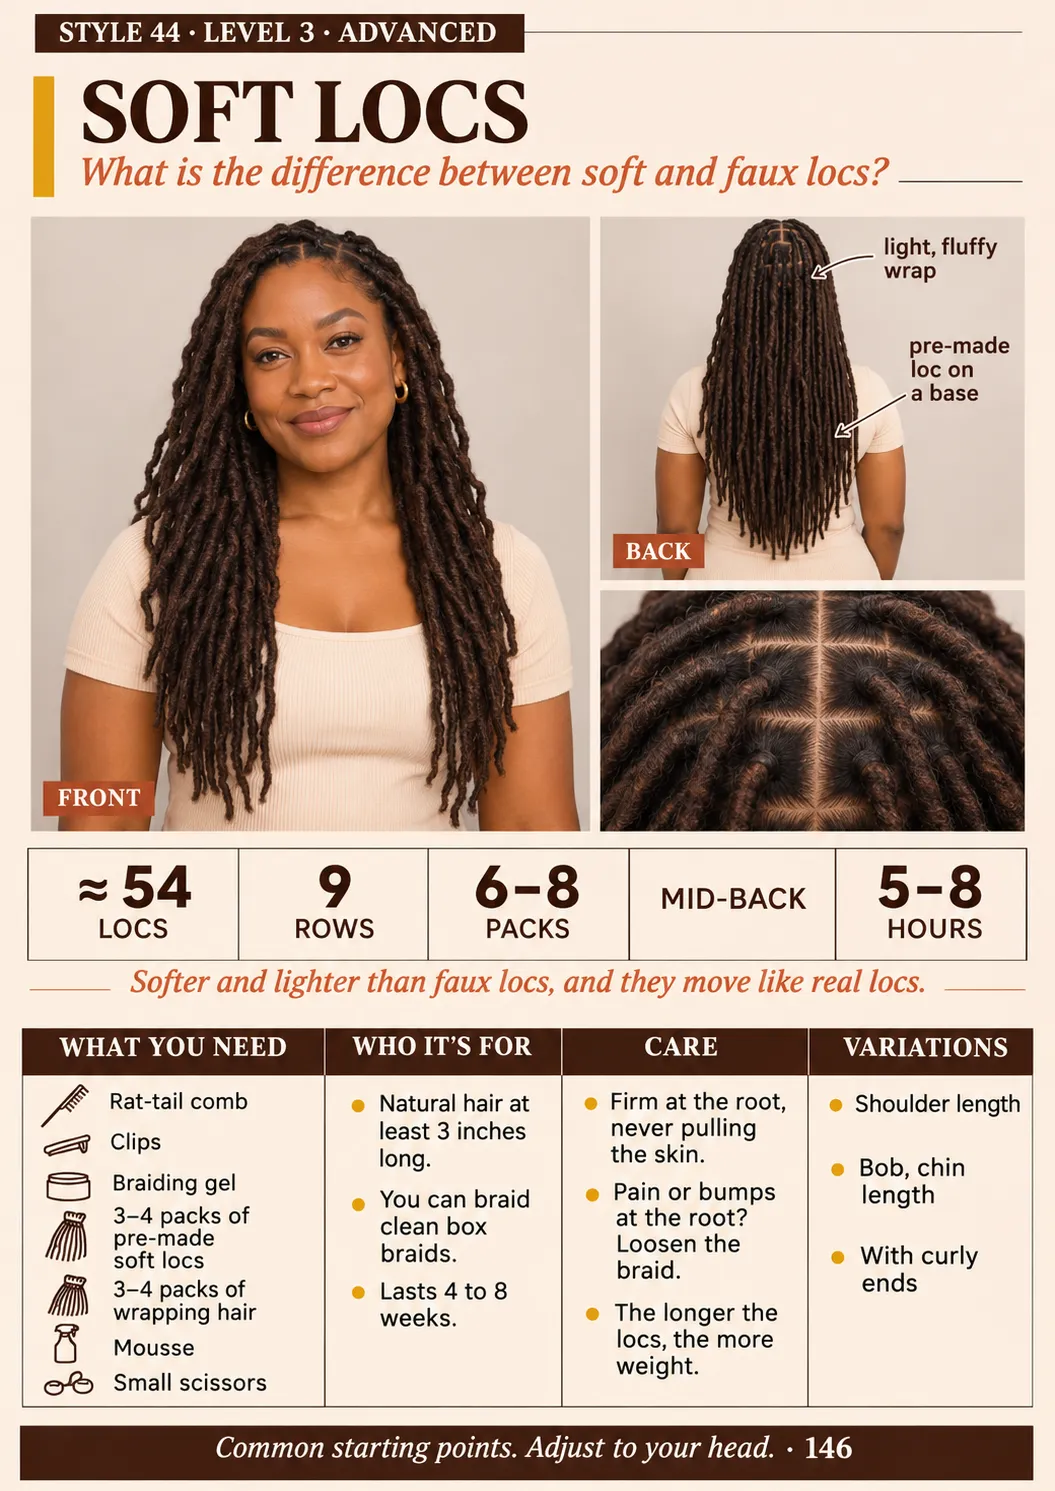 STYLE 44 · LEVEL 3 · ADVANCED
SOFT LOCS
What is the difference between soft and faux locs?
light, fluffy
wrap
pre-made
loc on
a base
BACK
FRONT
≈ 54
LOCS
9
ROWS
6–8
PACKS
MID-BACK
5–8
HOURS
Softer and lighter than faux locs, and they move like real locs.
WHAT YOU NEED
Rat-tail comb
Clips
Braiding gel
3–4 packs of
pre-made
soft locs
3–4 packs of
wrapping hair
Mousse
Small scissors
WHO IT'S FOR
Natural hair at
least 3 inches
long.
You can braid
clean box
braids.
Lasts 4 to 8
weeks.
CARE
Firm at the root,
never pulling
the skin.
Pain or bumps
at the root?
Loosen the
braid.
The longer the
locs, the more
weight.
VARIATIONS
Shoulder length
Bob, chin
length
With curly
ends
Common starting points. Adjust to your head. · 146